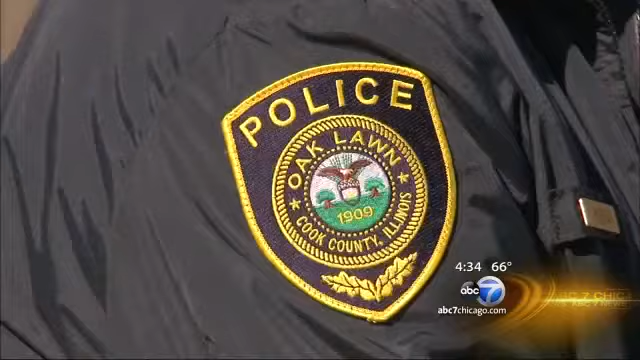 POLICE
OAK LAWN
1909
COOK COUNTY, ILLINOIS
4:34 66°
abc 7
abc7chicago.com